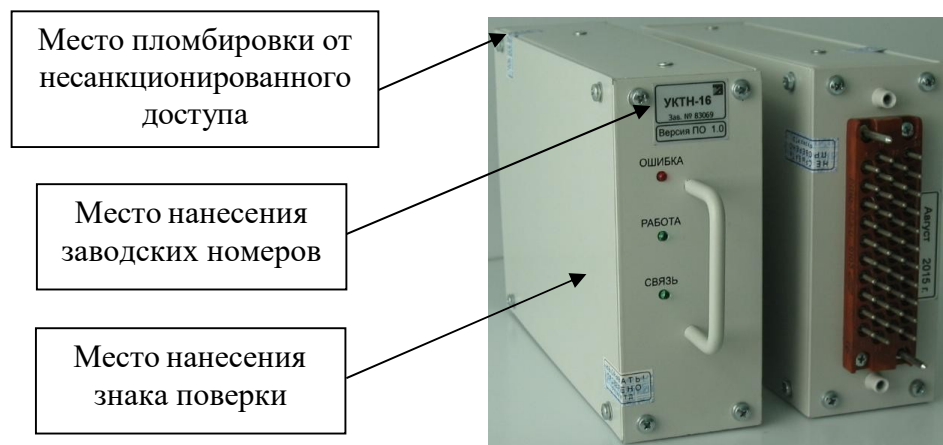 Место пломбировки от
несанкционированного
доступа
Место нанесения
заводских номеров
Место нанесения
знака поверки
УКТН-16
Зав. № 83069
Версия ПО 1.0
ОШИБКА
РАБОТА
СВЯЗЬ
Август 2015 г.